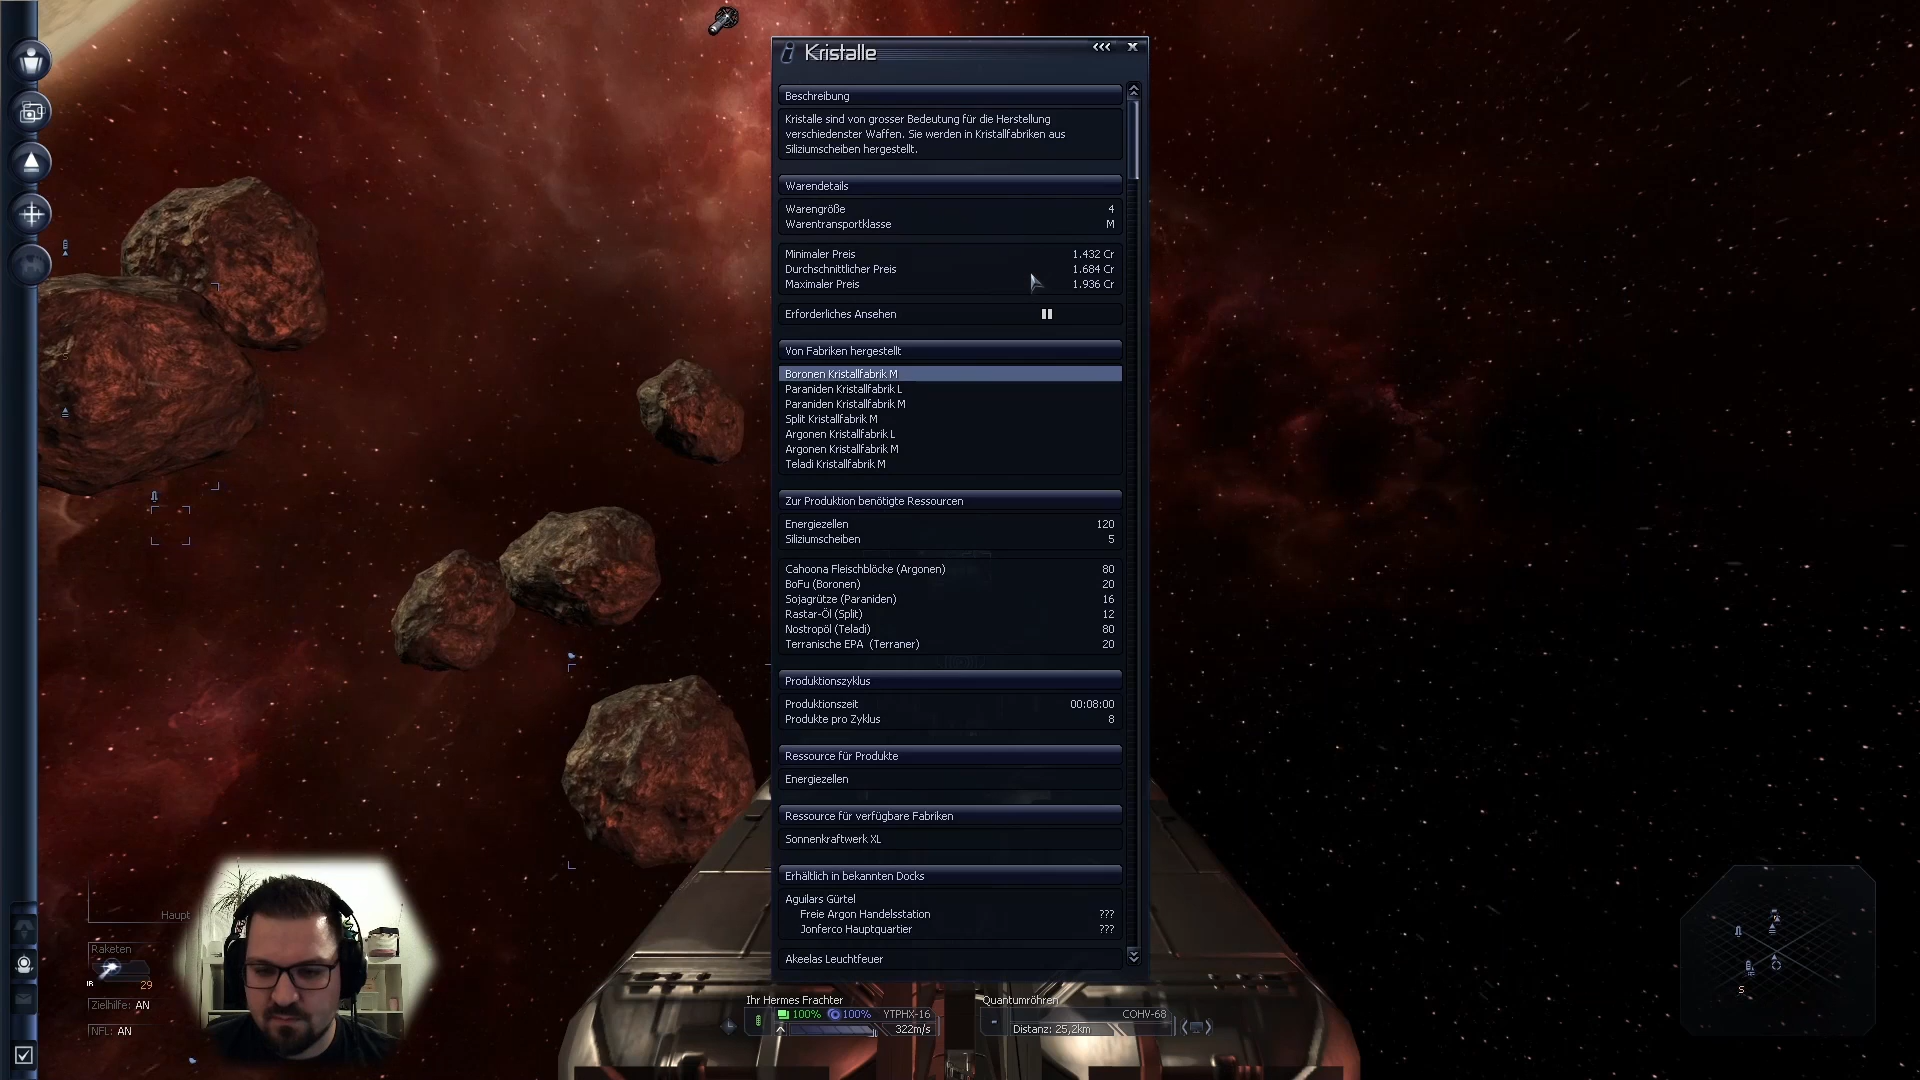 Kristalle
Beschreibung
Kristalle sind von grosser Bedeutung für die Herstellung
verschiedenster Waffen. Sie werden in Kristallfabriken aus
Siliziumscheiben hergestellt.
Warendetails
Warengröße 4
Warentransportklasse M
Minimaler Preis 1.432 Cr
Durchschnittlicher Preis 1.684 Cr
Maximaler Preis 1.936 Cr
Erforderliches Ansehen
Von Fabriken hergestellt
Boronen Kristallfabrik M
Paraniden Kristallfabrik L
Paraniden Kristallfabrik M
Split Kristallfabrik M
Argonen Kristallfabrik L
Argonen Kristallfabrik M
Teladi Kristallfabrik M
Zur Produktion benötigte Ressourcen
Energiezellen 120
Siliziumscheiben 5
Cahoona Fleischblöcke (Argonen) 80
BoFu (Boronen) 20
Sojagrütze (Paraniden) 16
Rastar-Öl (Split) 12
Nostropöl (Teladi) 80
Terranische EPA (Terraner) 20
Produktionszyklus
Produktionszeit 00:08:00
Produkte pro Zyklus 8
Ressource für Produkte
Energiezellen
Ressource für verfügbare Fabriken
Sonnenkraftwerk XL
Erhältlich in bekannten Docks
Aguilars Gürtel
Freie Argon Handelsstation ???
Jonferco Hauptquartier ???
Akeelas Leuchtfeuer
Haupt
Raketen
IR 29
Zielhilfe: AN
NFL: AN
Ihr Hermes Frachter
100% 100% YTPHX-16
322m/s
Quantumröhren
COHV-68
Distanz: 25,2km
S